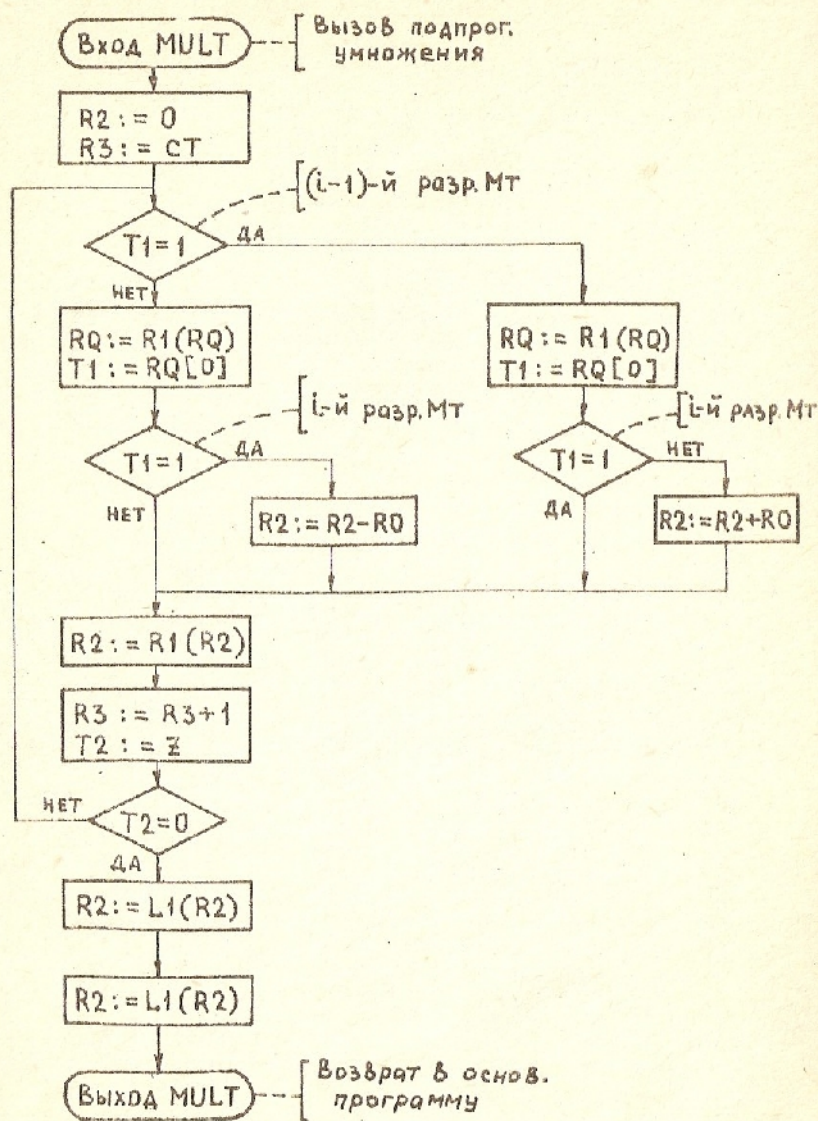 Вход MULT
Вызов подпрог.
умножения
R2:=0
R3:=СТ
(i-1)-й разр.Мт
T1=1
ДА
НЕТ
RQ:=R1(RQ)
T1:=RQ[0]
RQ:=R1(RQ)
T1:=RQ[0]
i-й разр.Мт
i-й разр.Мт
T1=1
ДА
НЕТ
T1=1
НЕТ
ДА
R2:=R2-R0
R2:=R2+R0
R2:=R1(R2)
R3:=R3+1
T2:=Z
НЕТ
T2=0
ДА
R2:=L1(R2)
R2:=L1(R2)
Выход MULT
Возврат в основ.
программу